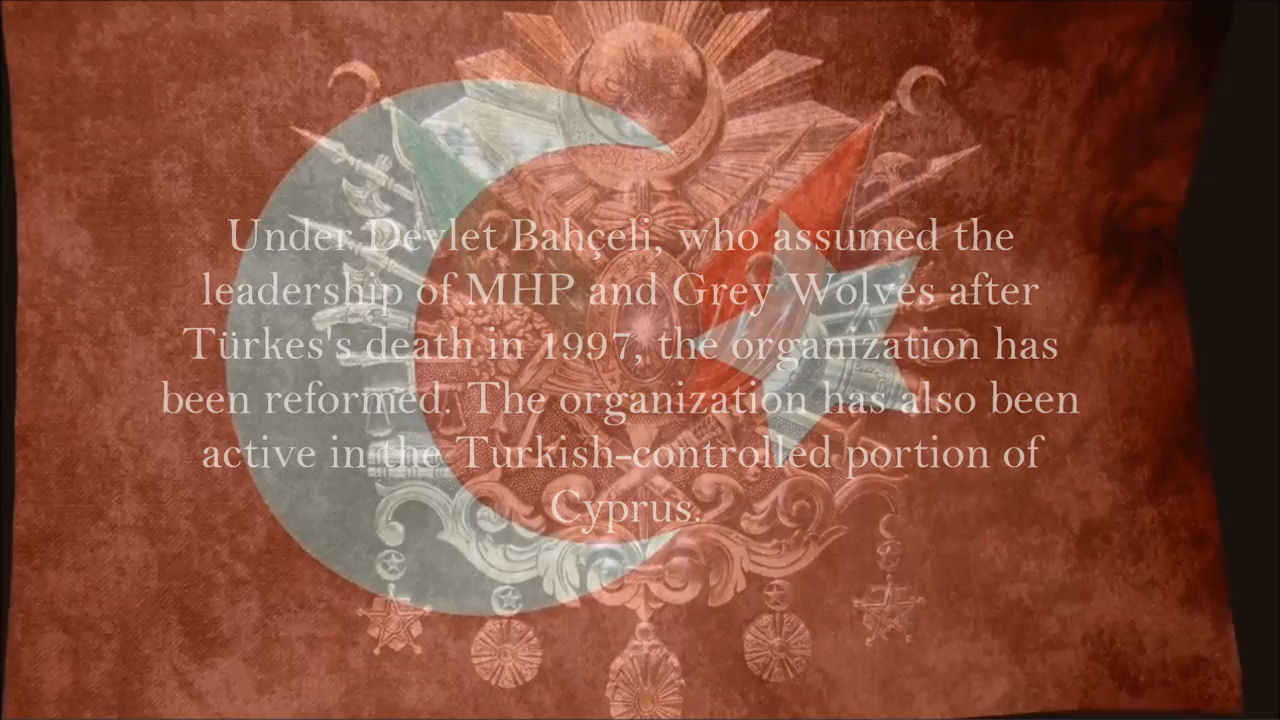 Under Devlet Bahçeli, who assumed the
leadership of MHP and Grey Wolves after
Türkes's death in 1997, the organization has
been reformed. The organization has also been
active in the Turkish-controlled portion of
Cyprus.